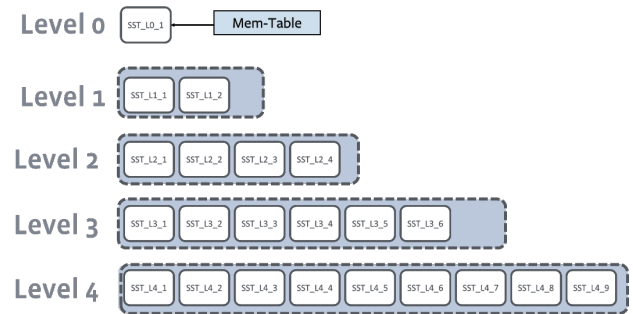 Level 0 SST_L0_1 Mem-Table
Level 1 SST_L1_1 SST_L1_2
Level 2 SST_L2_1 SST_L2_2 SST_L2_3 SST_L2_4
Level 3 SST_L3_1 SST_L3_2 SST_L3_3 SST_L3_4 SST_L3_5 SST_L3_6
Level 4 SST_L4_1 SST_L4_2 SST_L4_3 SST_L4_4 SST_L4_5 SST_L4_6 SST_L4_7 SST_L4_8 SST_L4_9